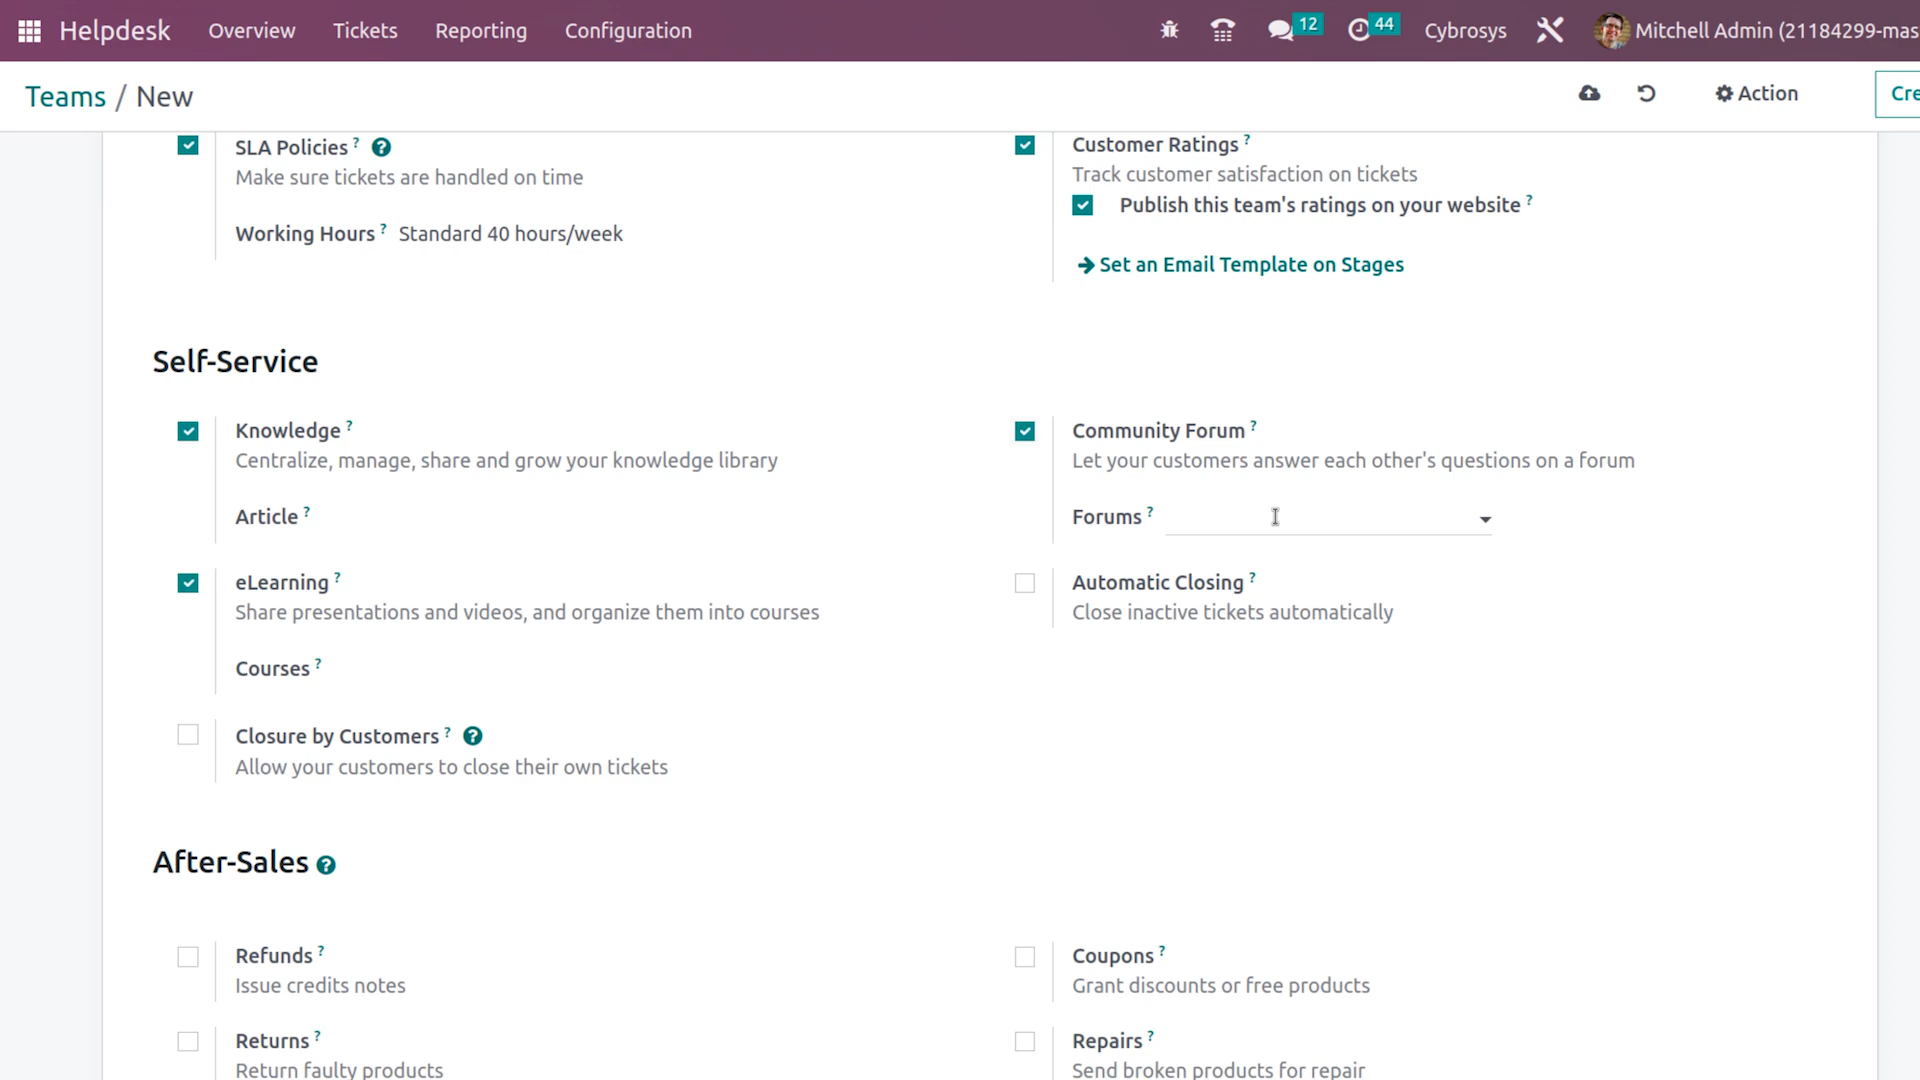 Helpdesk Overview Tickets Reporting Configuration 12 44 Cybrosys Mitchell Admin (21184299-mas
Teams / New Action Cre
SLA Policies ? ?
Make sure tickets are handled on time
Working Hours ? Standard 40 hours/week
Customer Ratings ?
Track customer satisfaction on tickets
Publish this team's ratings on your website ?
Set an Email Template on Stages
Self-Service
Knowledge ?
Centralize, manage, share and grow your knowledge library
Article ?
Community Forum ?
Let your customers answer each other's questions on a forum
Forums ?
eLearning ?
Share presentations and videos, and organize them into courses
Courses ?
Automatic Closing ?
Close inactive tickets automatically
Closure by Customers ? ?
Allow your customers to close their own tickets
After-Sales ?
Refunds ?
Issue credits notes
Coupons ?
Grant discounts or free products
Returns ?
Return faulty products
Repairs ?
Send broken products for repair